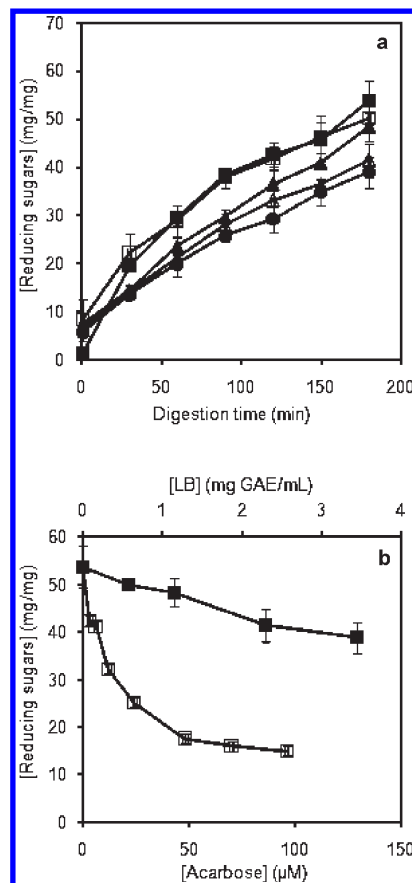 a
[Reducing sugars] (mg/mg)
70
60
50
40
30
20
10
0
0 50 100 150 200
Digestion time (min)
[LB] (mg GAE/mL)
0 1 2 3 4
b
[Reducing sugars] (mg/mg)
60
50
40
30
20
10
0
0 50 100 150
[Acarbose] (µM)